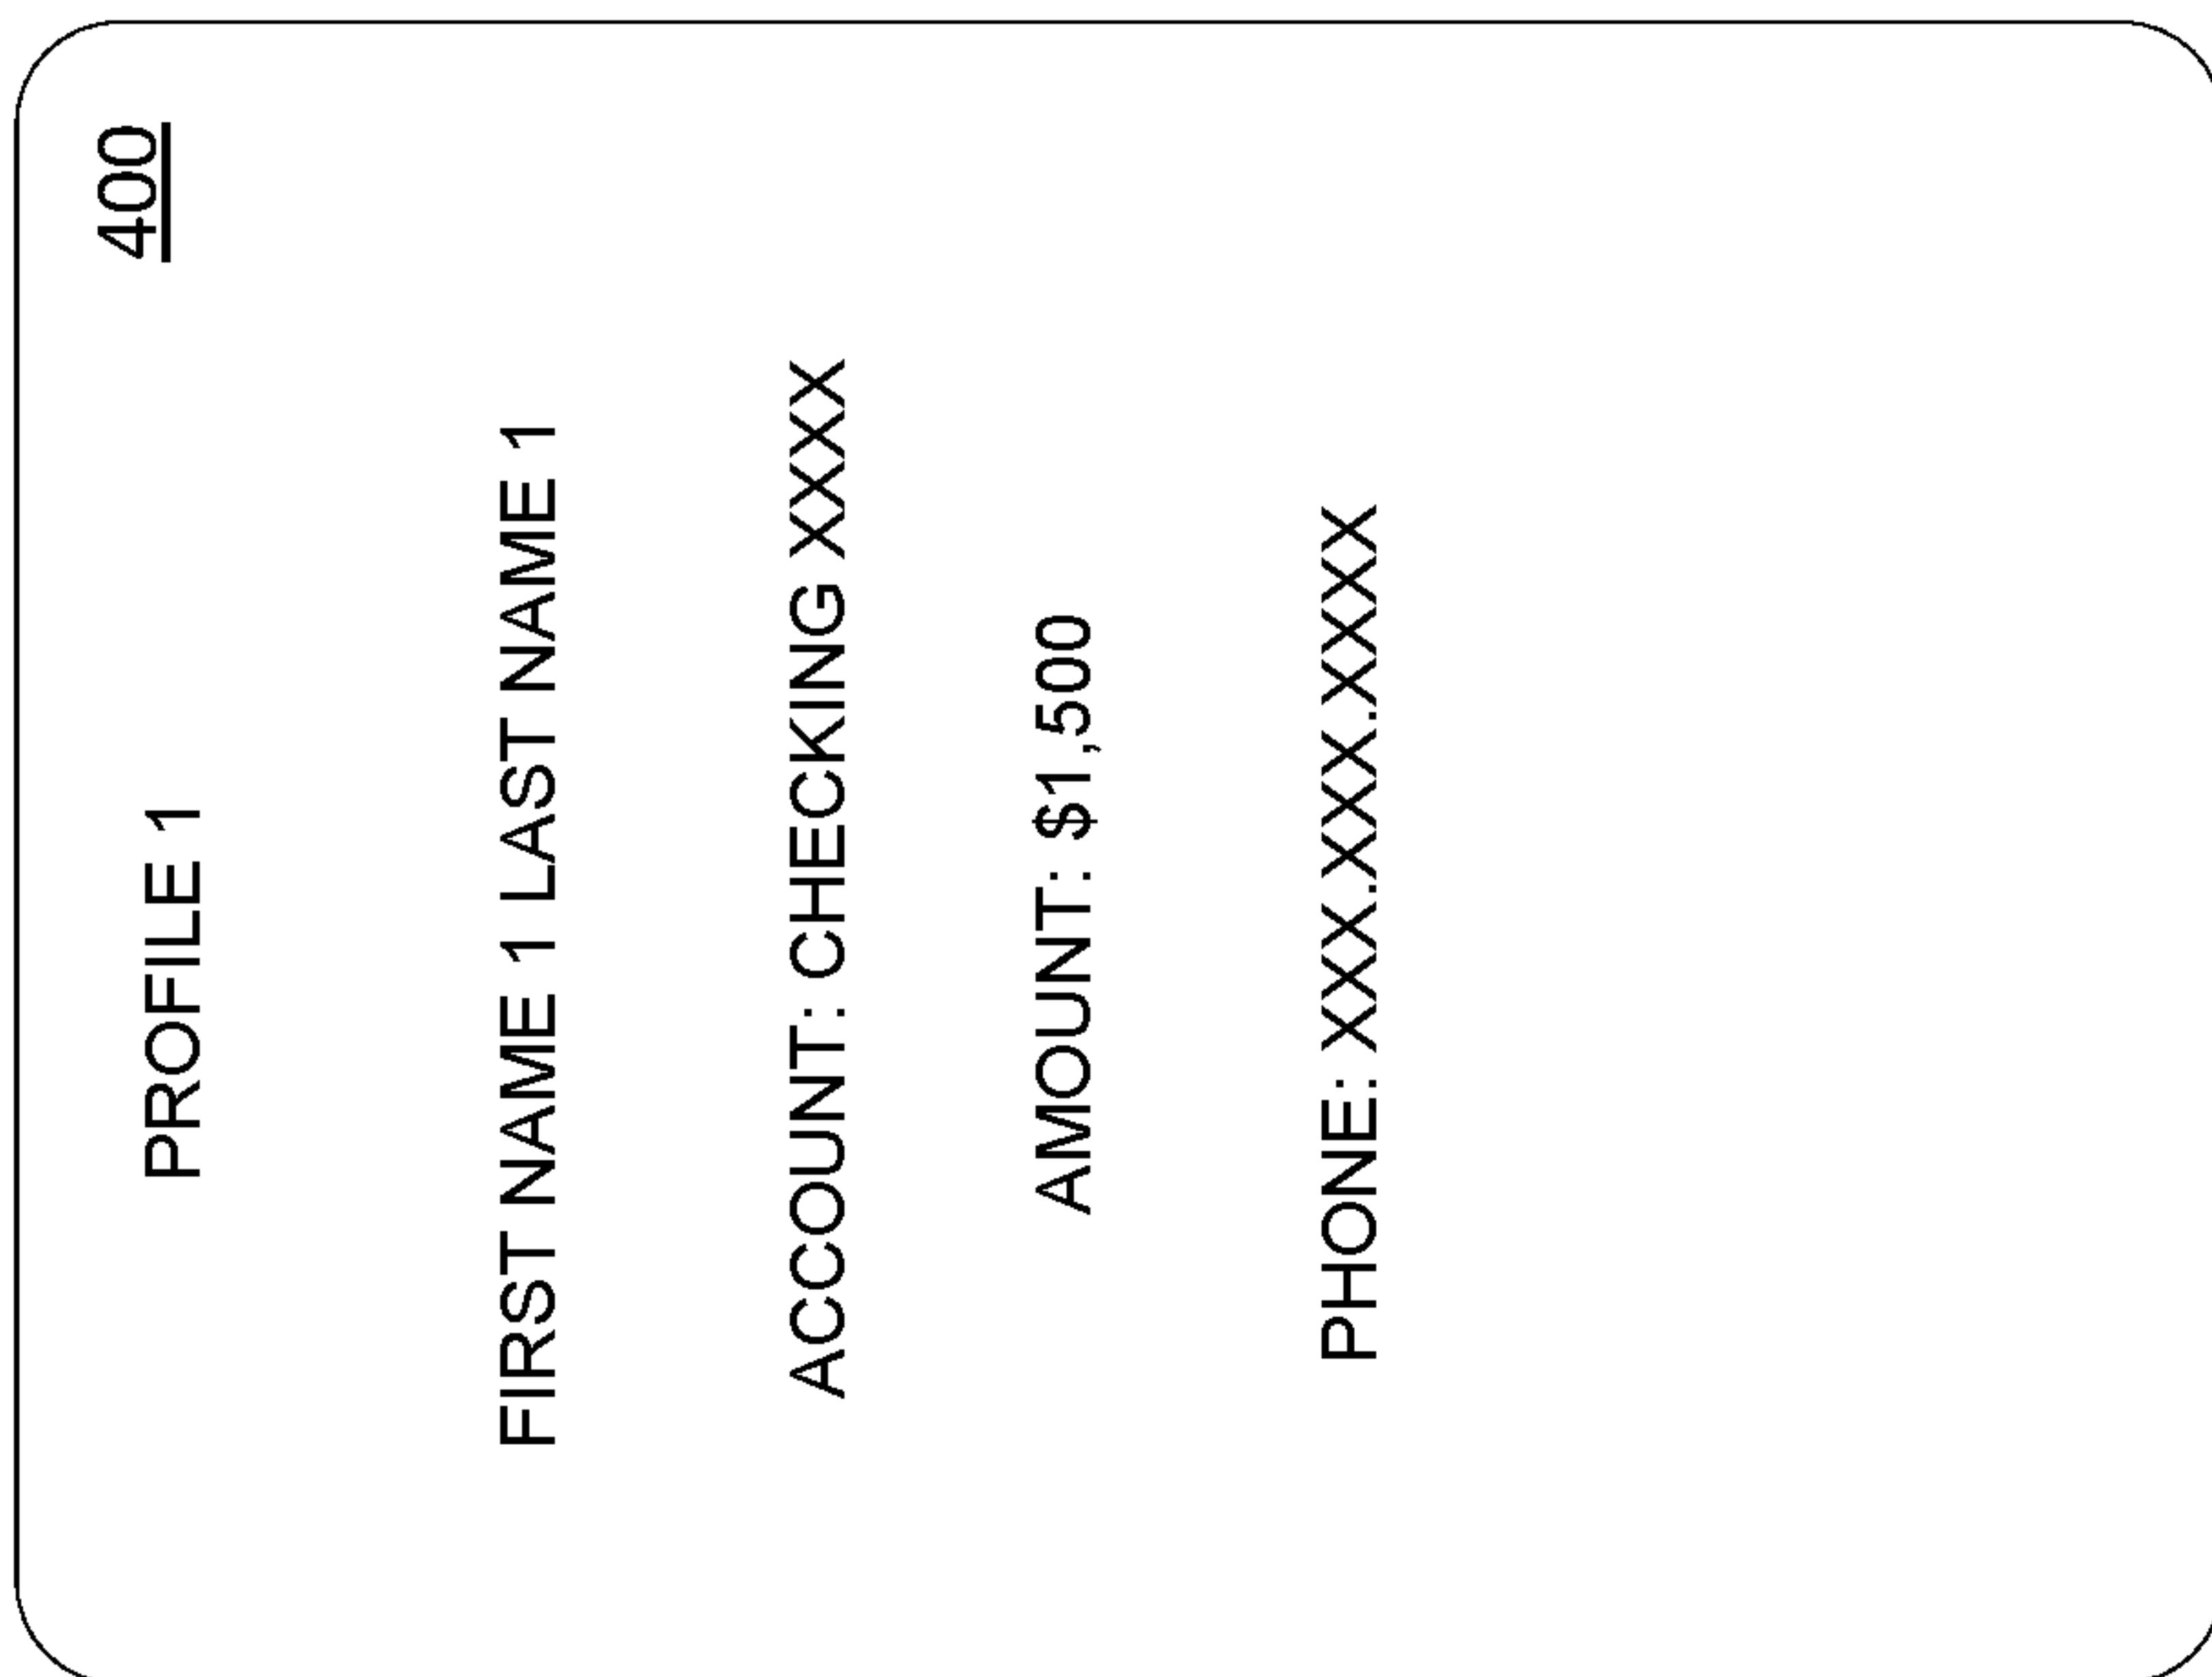 400
PROFILE 1
FIRST NAME 1 LAST NAME 1
ACCOUNT: CHECKING XXXX
AMOUNT: $1,500
PHONE: XXX.XXX.XXXX